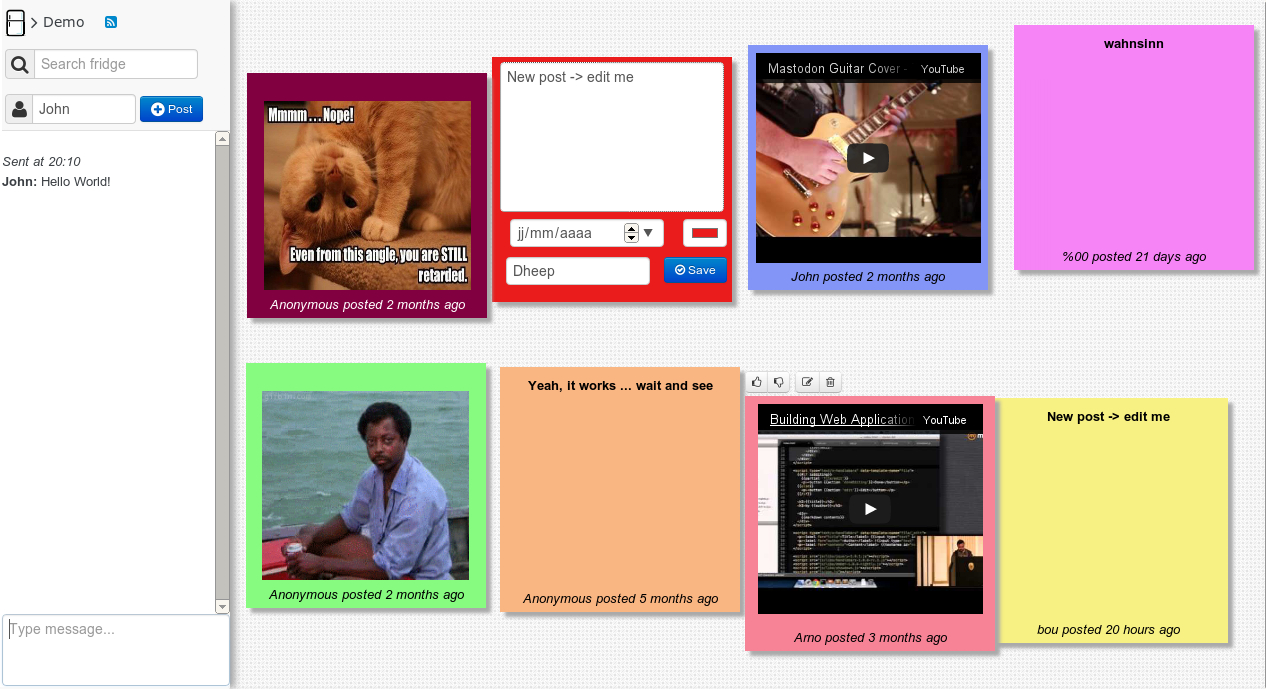 > Demo
Search fridge
John
Post
Sent at 20:10
John: Hello World!
Type message...
Mmmm . . . Nope!
Even from this angle, you are STILL
retarded.
Anonymous posted 2 months ago
New post -> edit me
jj/mm/aaaa
Dheep
Save
Mastodon Guitar Cover -
YouTube
John posted 2 months ago
wahnsinn
%00 posted 21 days ago
Anonymous posted 2 months ago
Yeah, it works ... wait and see
Anonymous posted 5 months ago
Building Web Application
YouTube
Arno posted 3 months ago
New post -> edit me
bou posted 20 hours ago